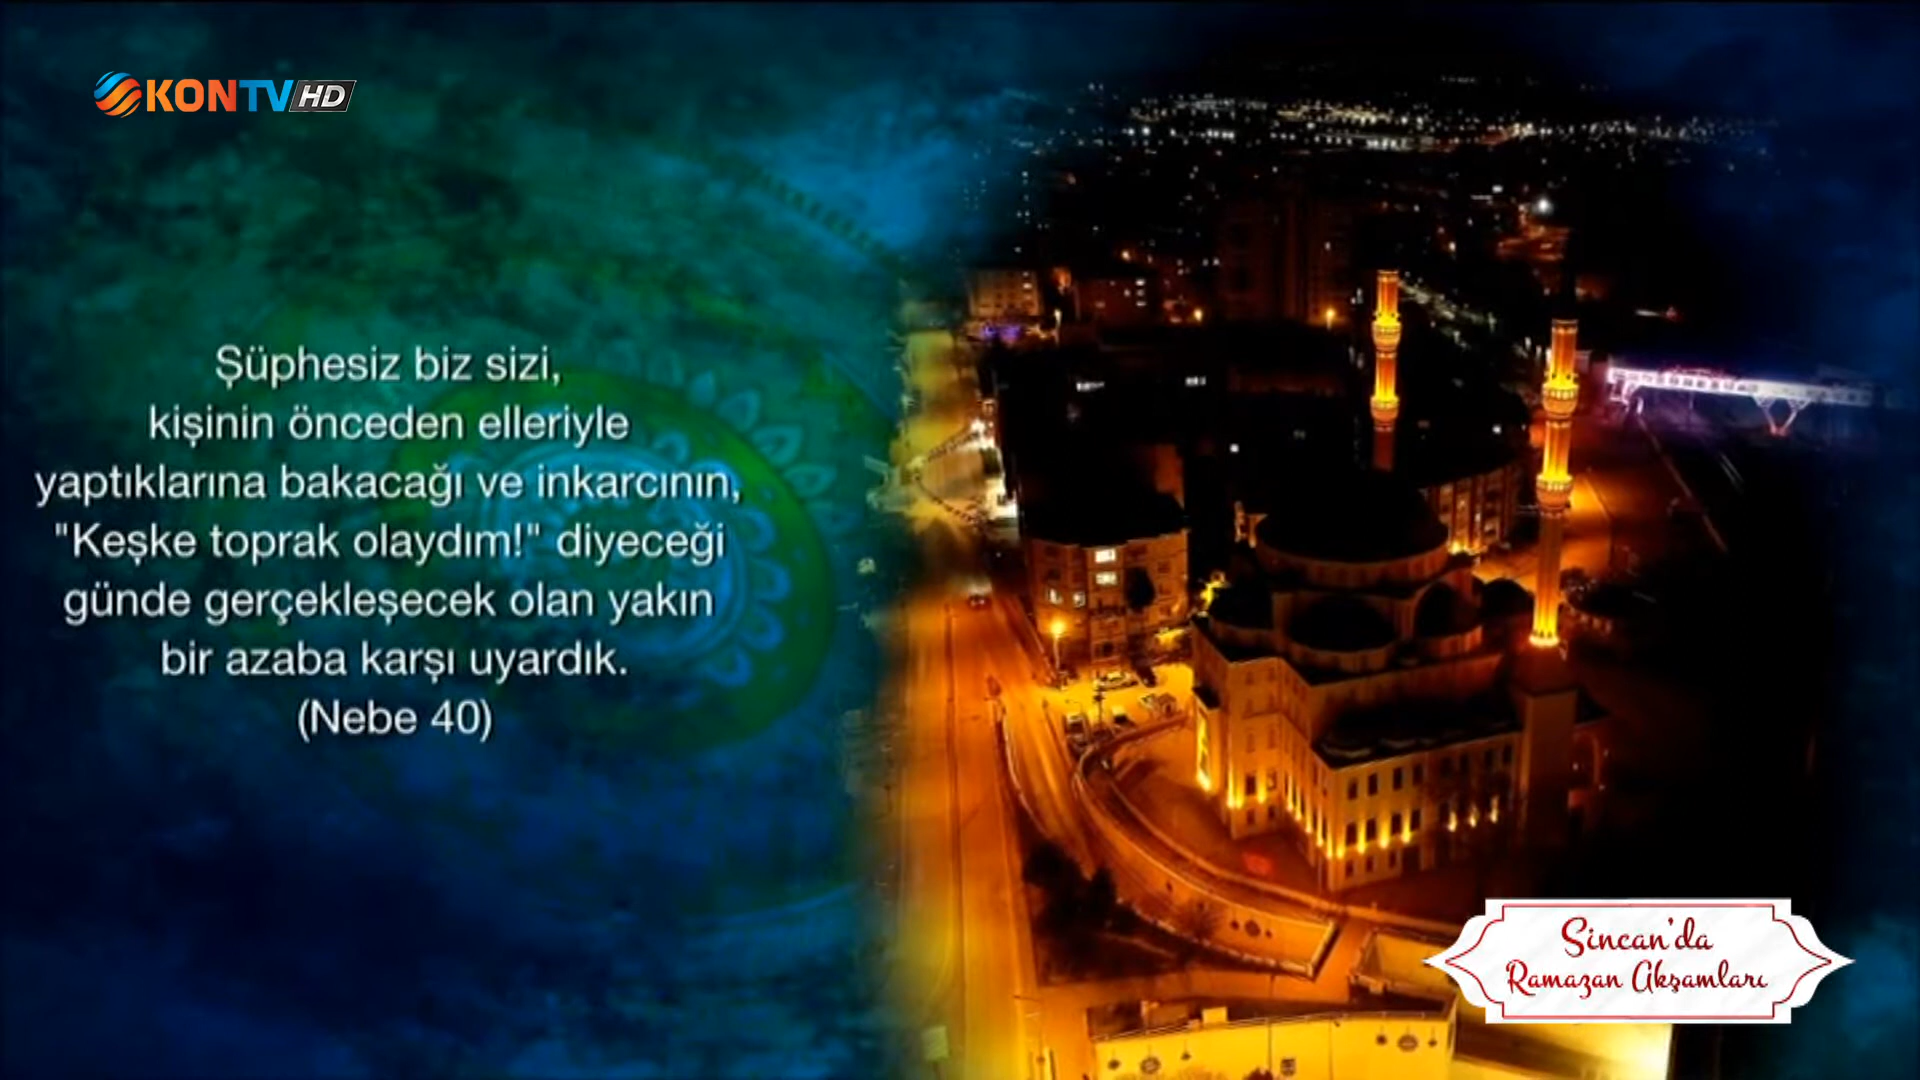 KONTV HD
Şüphesiz biz sizi,
kişinin önceden elleriyle
yaptıklarına bakacağı ve inkarcının,
"Keşke toprak olaydım!" diyeceği
günde gerçekleşecek olan yakın
bir azaba karşı uyardık.
(Nebe 40)
Sincan'da
Ramazan Akşamları